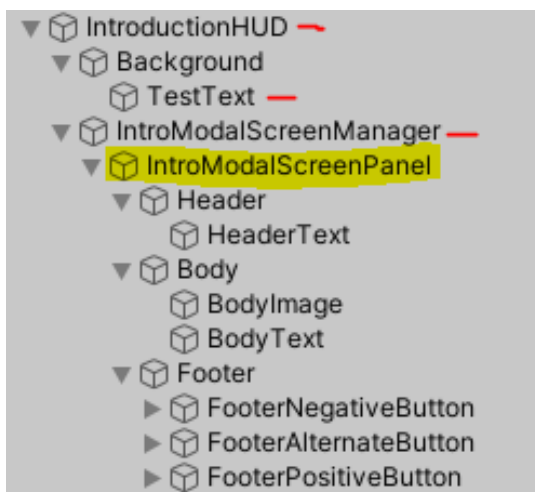 IntroductionHUD
Background
TestText
IntroModalScreenManager
IntroModalScreenPanel
Header
HeaderText
Body
BodyImage
BodyText
Footer
FooterNegativeButton
FooterAlternateButton
FooterPositiveButton